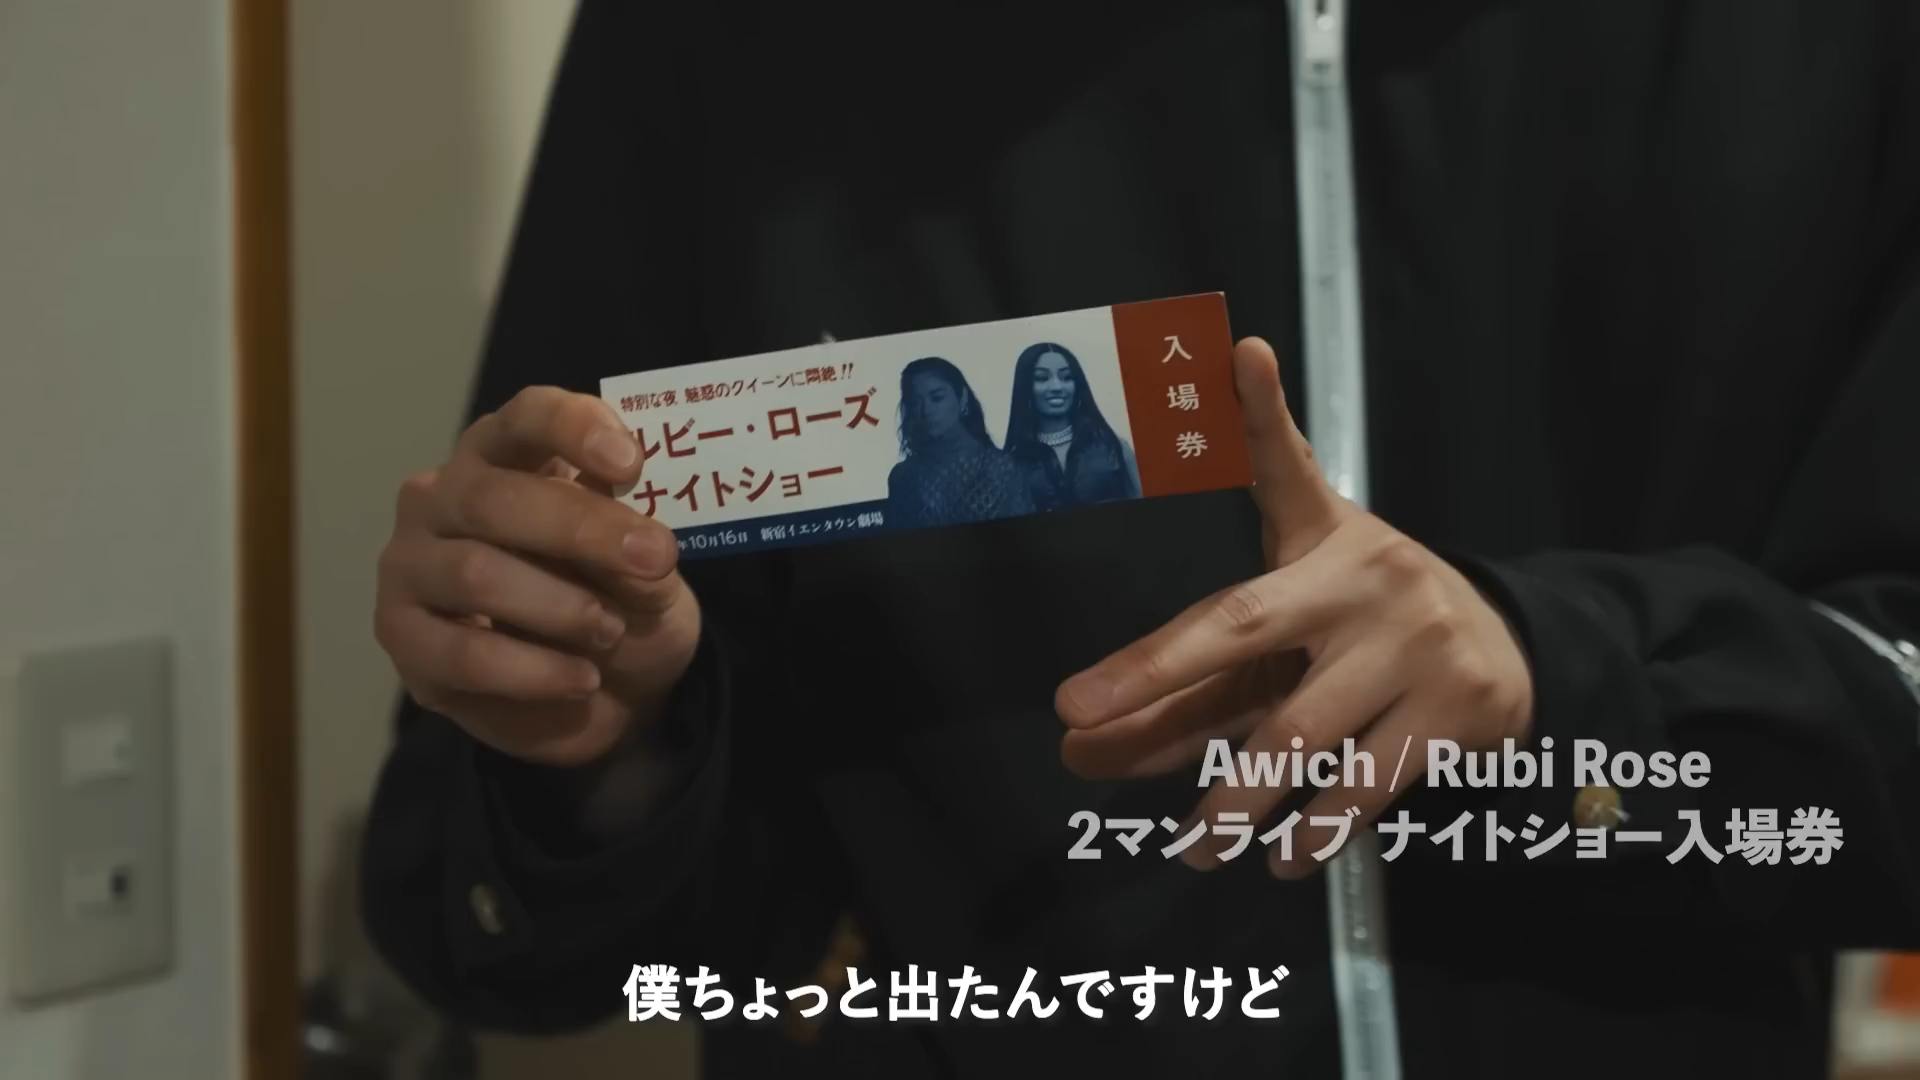 特別な夜 魅惑のクイーンに悶絶!!
ルビー・ローズ
ナイトショー
年10月16日 新宿イエンタウン劇場
入場券
Awich / Rubi Rose
2マンライブ ナイトショー入場券
僕ちょっと出たんですけど